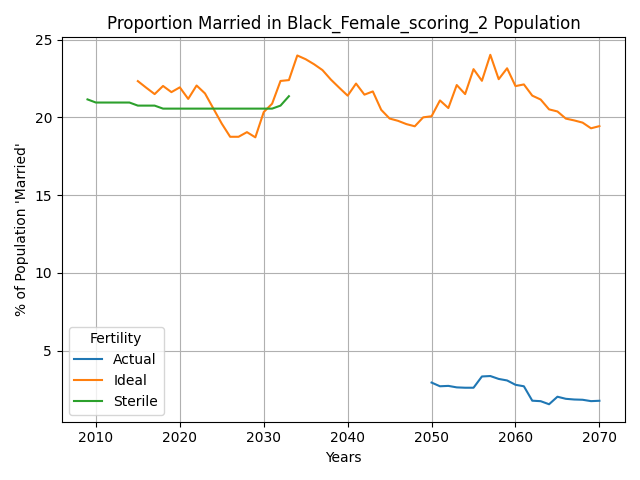 Proportion Married in Black_Female_scoring_2 Population
% of Population 'Married'
25
20
15
10
5
Fertility
Actual
Ideal
Sterile
2010 2020 2030 2040 2050 2060 2070
Years